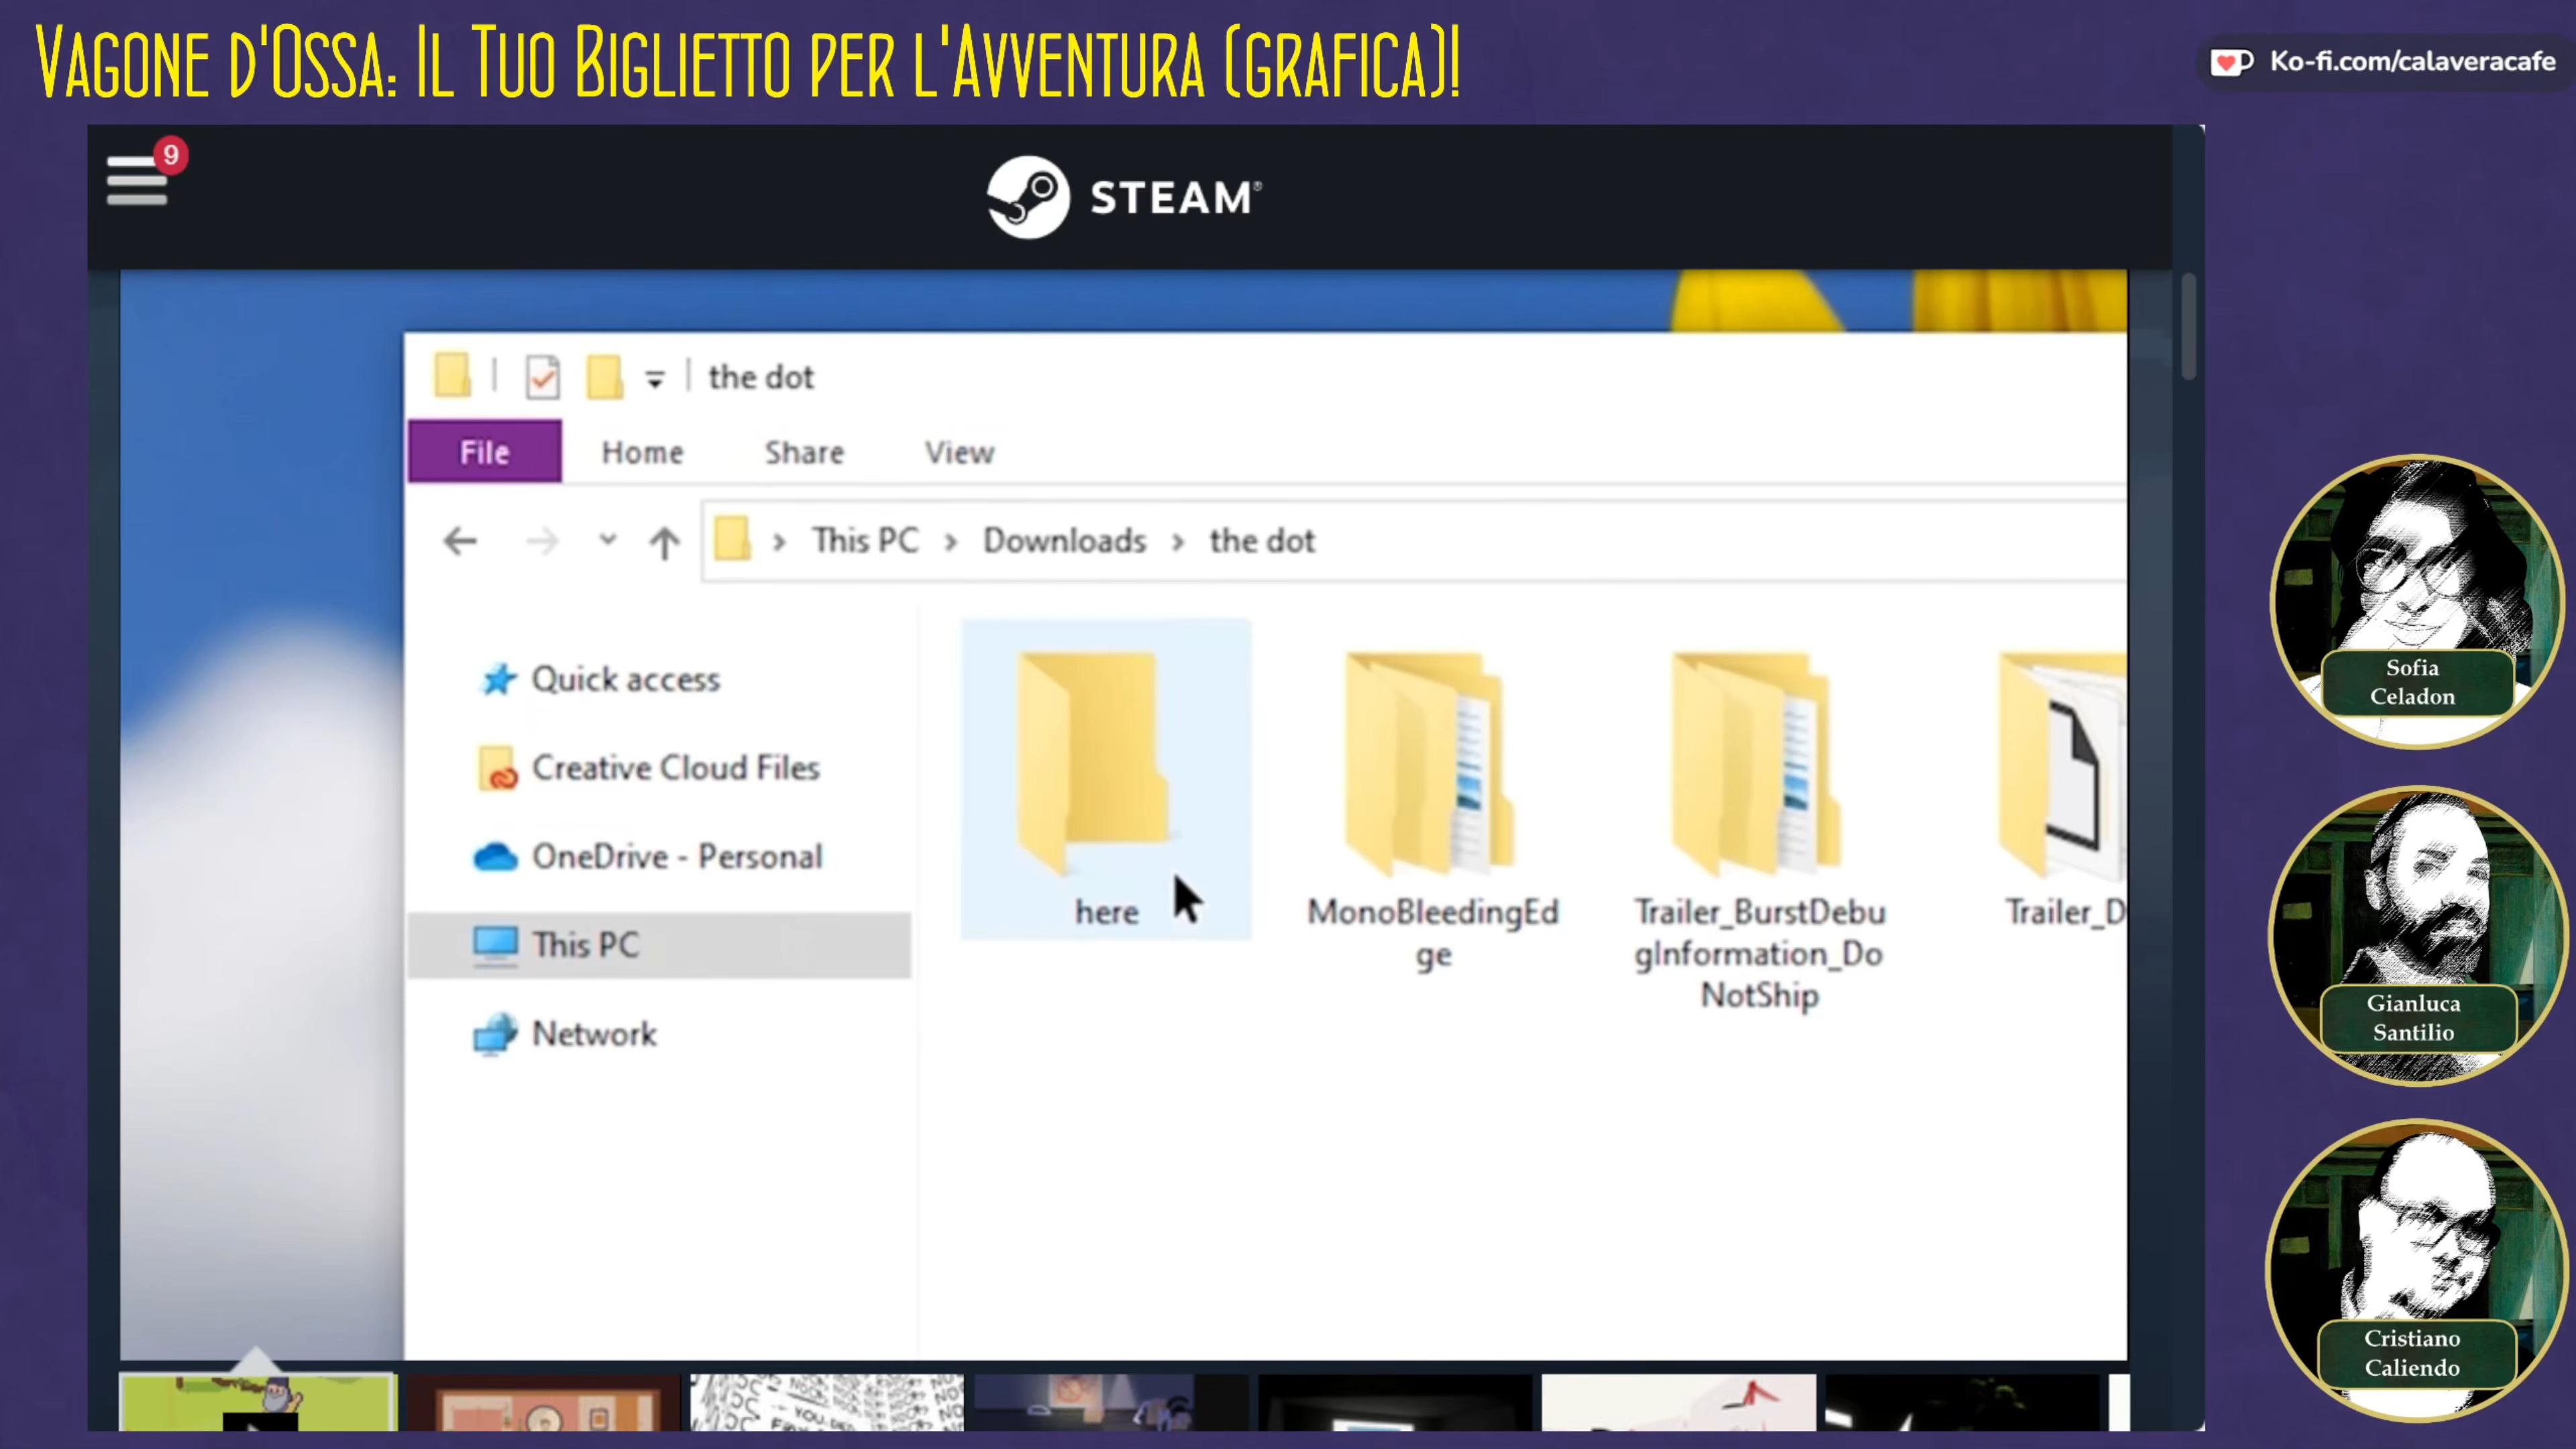 VAGONE D'OSSA: IL TUO BIGLIETTO PER L'AVVENTURA (GRAFICA)!
Ko-fi.com/calaveracafe
9
STEAM®
the dot
File Home Share View
This PC > Downloads > the dot
Quick access
Creative Cloud Files
OneDrive - Personal
This PC
Network
here
MonoBleedingEd
ge
Trailer_BurstDebu
gInformation_Do
NotShip
Trailer_D
Sofia
Celadon
Gianluca
Santilio
Cristiano
Caliendo